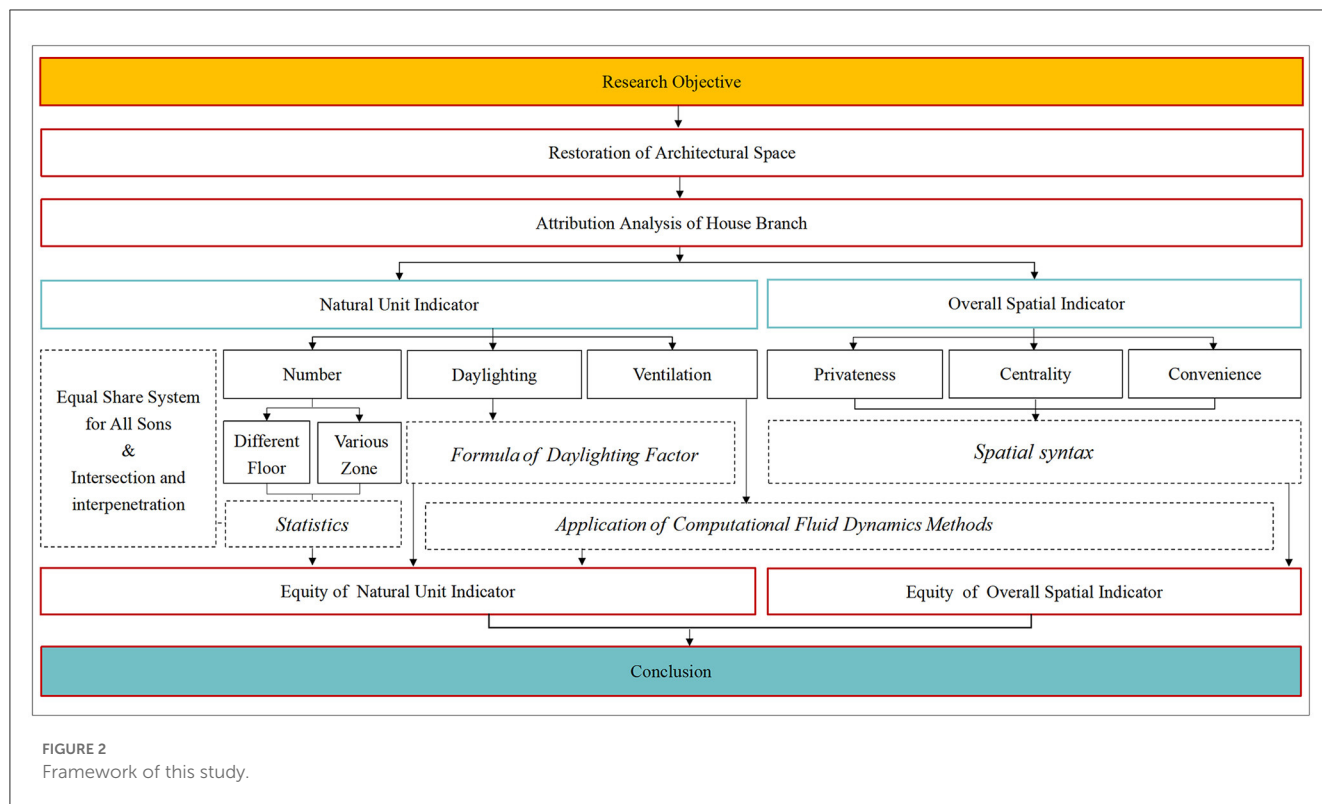 Research Objective
Restoration of Architectural Space
Attribution Analysis of House Branch
Natural Unit Indicator
Overall Spatial Indicator
Equal Share System
for All Sons
&
Intersection and
interpenetration
Number
Daylighting
Ventilation
Privateness
Centrality
Convenience
Different
Floor
Various
Zone
Formula of Daylighting Factor
Spatial syntax
Statistics
Application of Computational Fluid Dynamics Methods
Equity of Natural Unit Indicator
Equity of Overall Spatial Indicator
Conclusion
FIGURE 2
Framework of this study.